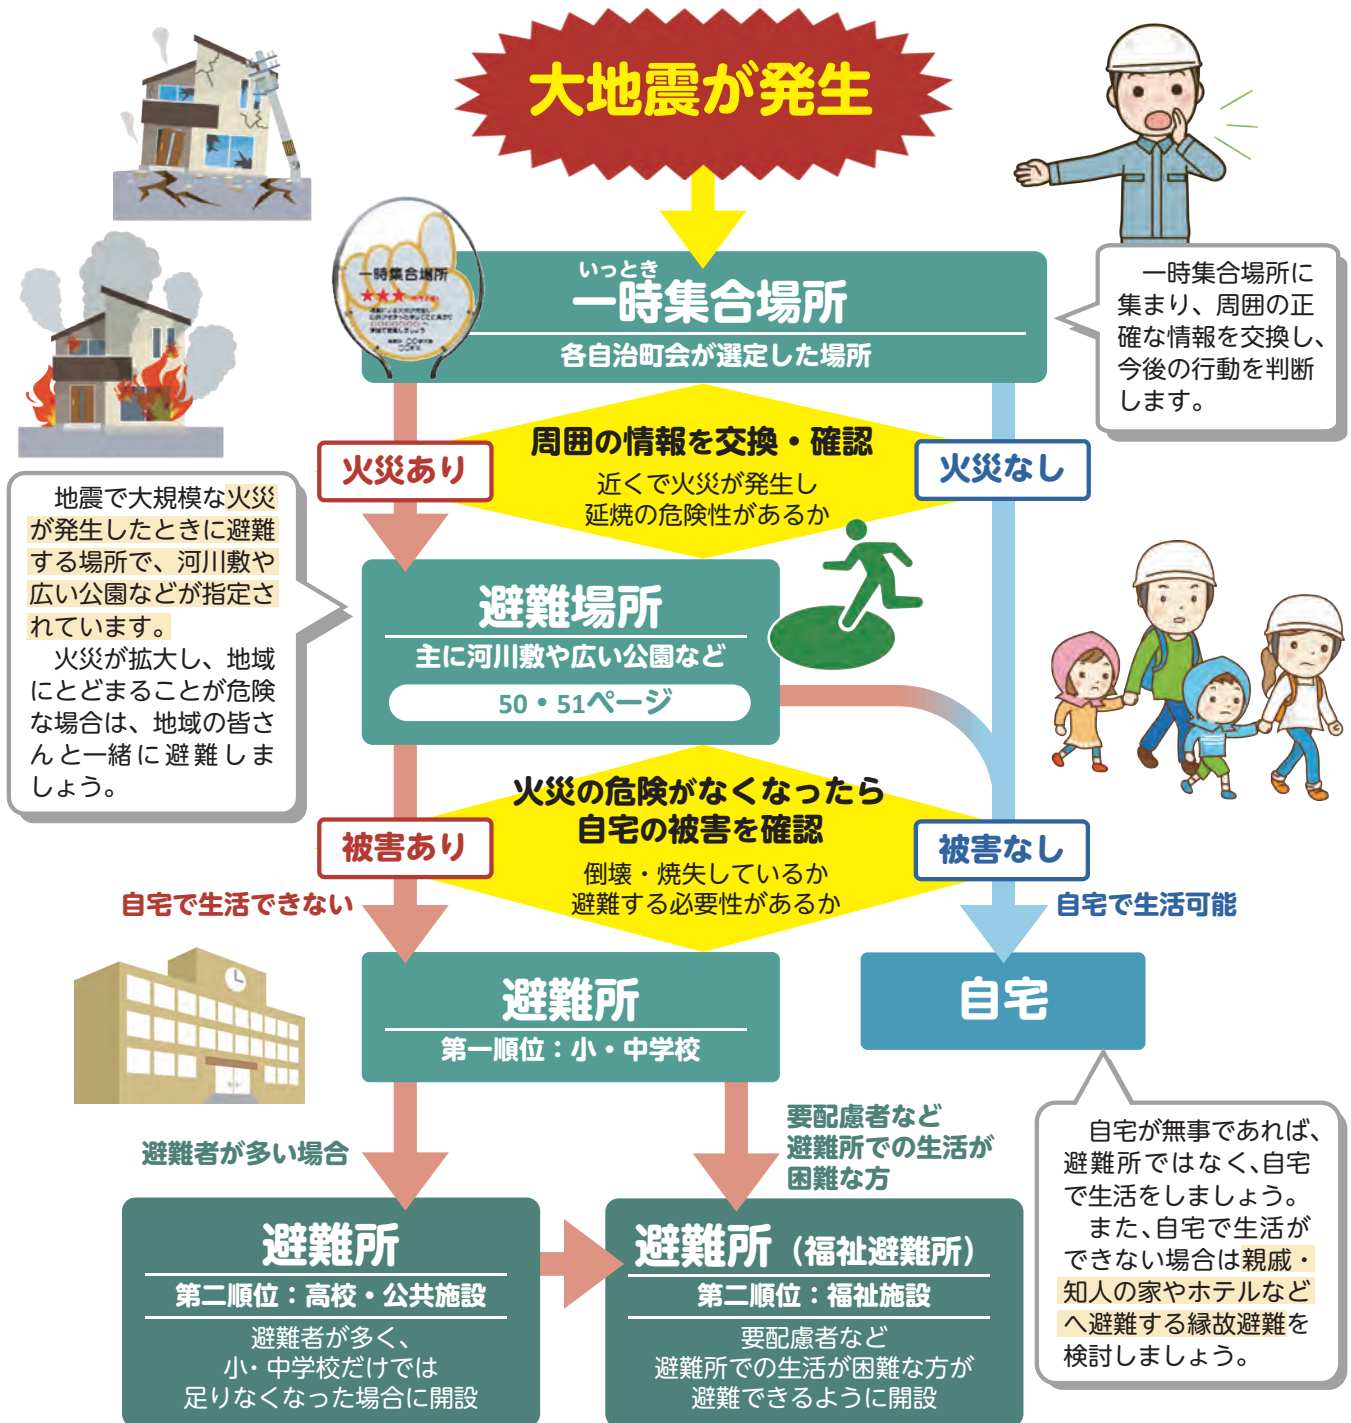 大地震が発生
いっとき
一時集合場所
各自治町会が選定した場所
一時集合場所
★★★
一時集合場所に
集まり、周囲の正
確な情報を交換し、
今後の行動を判断
します。
周囲の情報を交換・確認
近くで火災が発生し
延焼の危険性があるか
火災あり
火災なし
地震で大規模な火災
が発生したときに避難
する場所で、河川敷や
広い公園などが指定さ
れています。
火災が拡大し、地域
にとどまることが危険
な場合は、地域の皆さ
んと一緒に避難しま
しょう。
避難場所
主に河川敷や広い公園など
50・51ページ
火災の危険がなくなったら
自宅の被害を確認
倒壊・焼失しているか
避難する必要性があるか
被害あり
被害なし
自宅で生活できない
自宅で生活可能
避難所
第一順位：小・中学校
自宅
避難者が多い場合
要配慮者など
避難所での生活が
困難な方
自宅が無事であれば、
避難所ではなく、自宅
で生活をしましょう。
また、自宅で生活が
できない場合は親戚・
知人の家やホテルなど
へ避難する縁故避難を
検討しましょう。
避難所
第二順位：高校・公共施設
避難者が多く、
小・中学校だけでは
足りなくなった場合に開設
避難所（福祉避難所）
第二順位：福祉施設
要配慮者など
避難所での生活が困難な方が
避難できるように開設